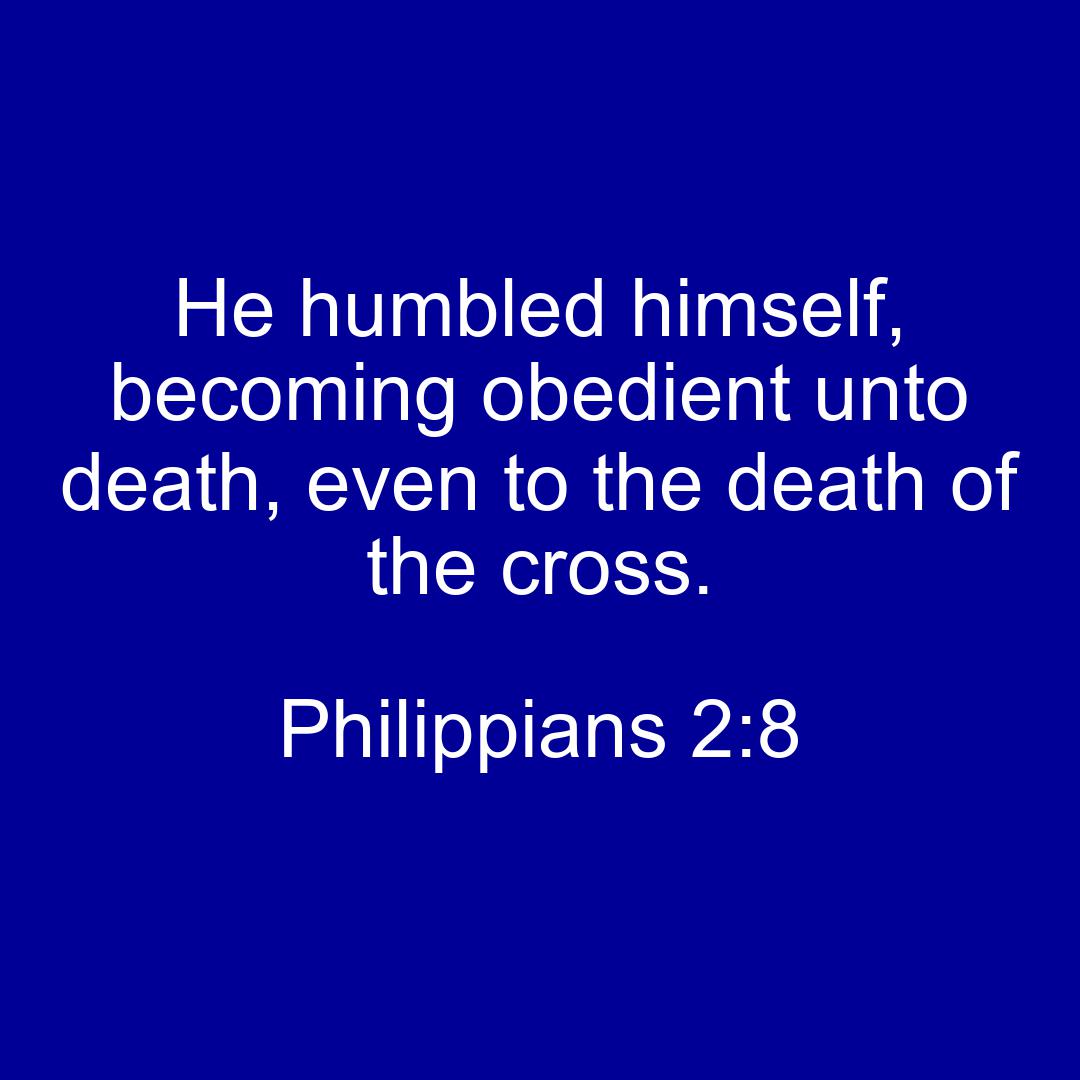 He humbled himself,
becoming obedient unto
death, even to the death of
the cross.
Philippians 2:8